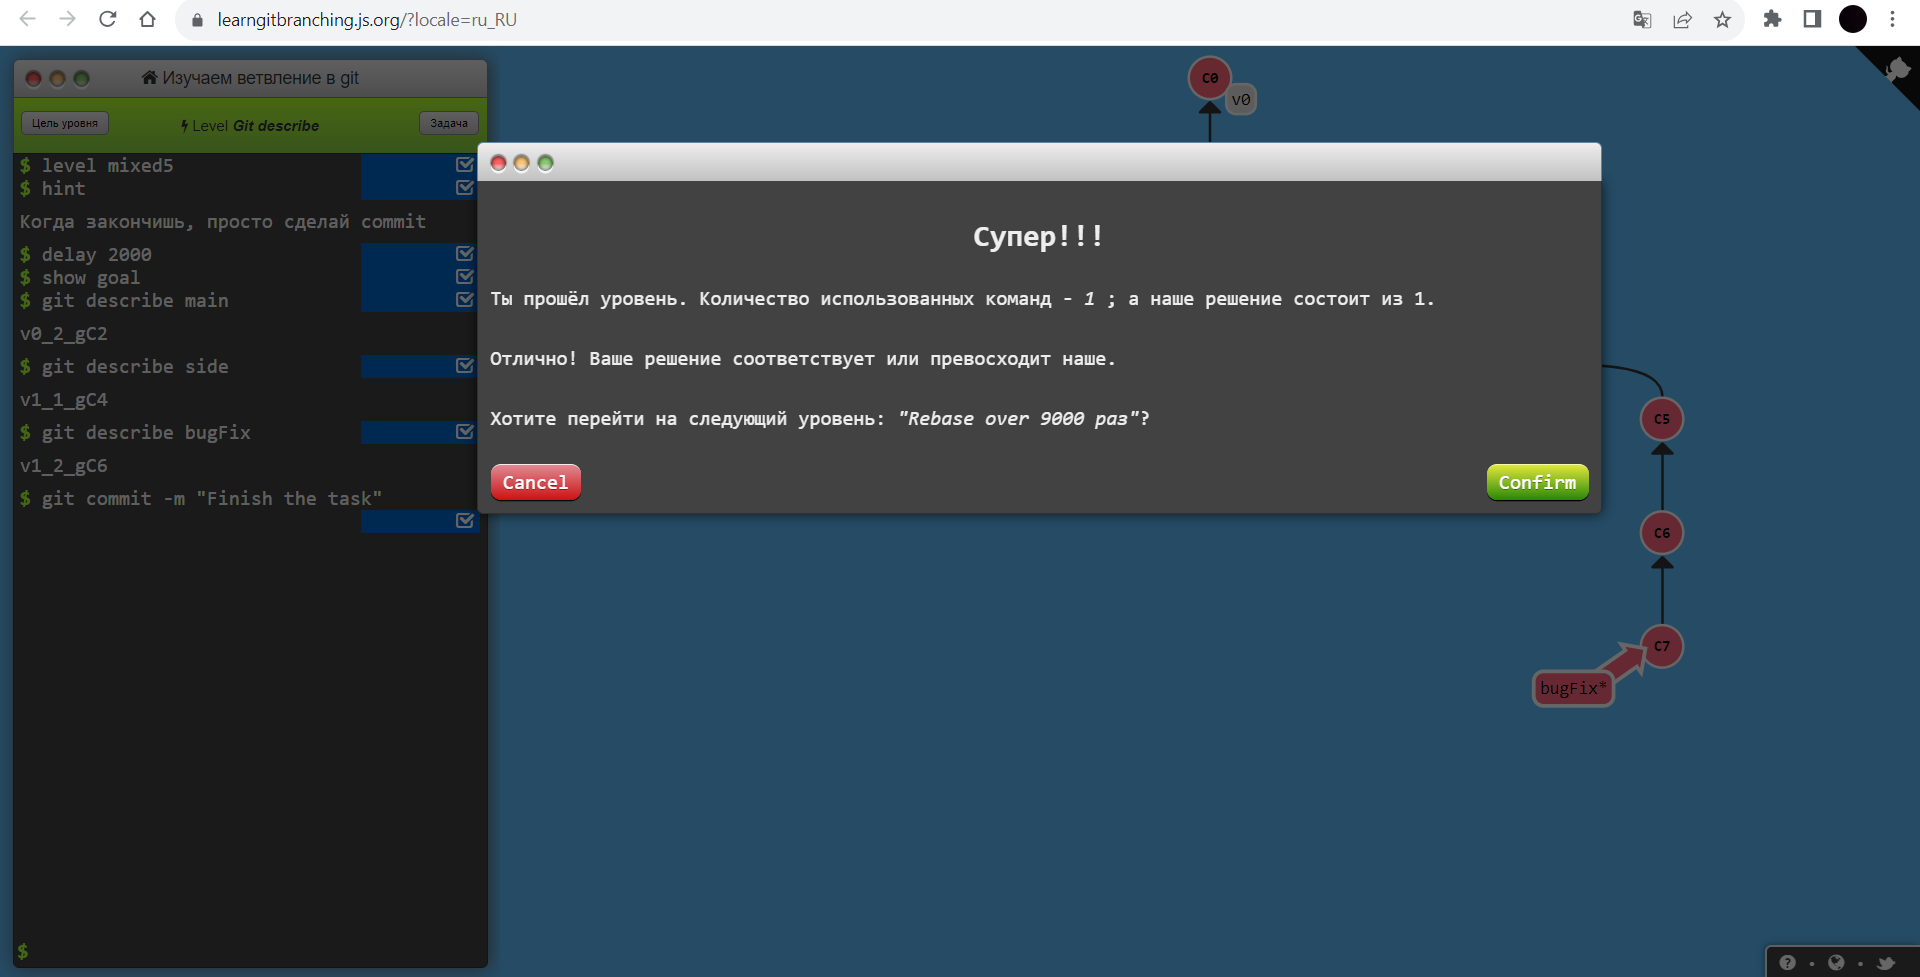 learngitbranching.js.org/?locale=ru_RU
Изучаем ветвление в git
Цель уровня
Level Git describe
Задача
$ level mixed5
$ hint
Когда закончишь, просто сделай commit
$ delay 2000
$ show goal
$ git describe main
v0_2_gC2
$ git describe side
v1_1_gC4
$ git describe bugFix
v1_2_gC6
$ git commit -m "Finish the task"
$
C0
v0
Супер!!!
Ты прошёл уровень. Количество использованных команд - 1 ; а наше решение состоит из 1.
Отлично! Ваше решение соответствует или превосходит наше.
Хотите перейти на следующий уровень: "Rebase over 9000 раз"?
Cancel
Confirm
C5
C6
C7
bugFix*